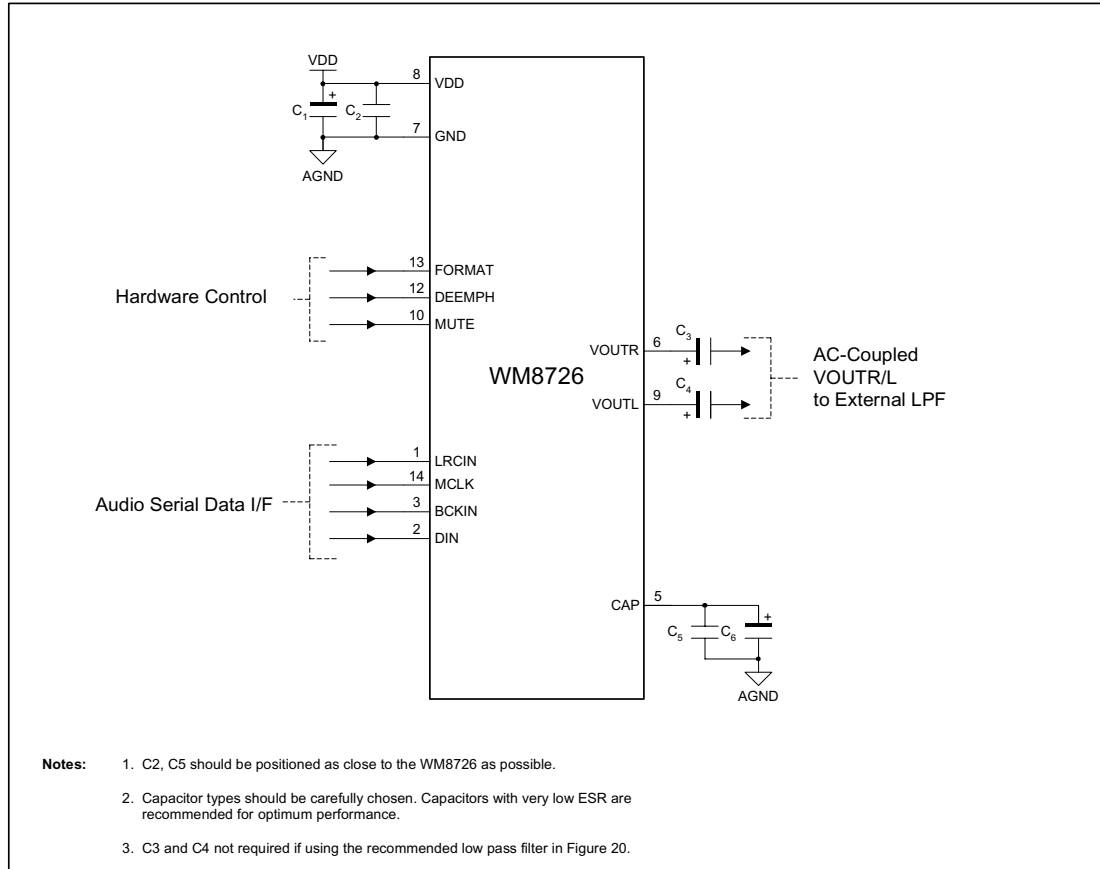 VDD
8 VDD
C1 + C2
7 GND
AGND
13 FORMAT
Hardware Control
12 DEEMPH
10 MUTE
WM8726
VOUTR 6 C3 +
VOUTL 9 C4 +
AC-Coupled
VOUTR/L
to External LPF
1 LRCIN
14 MCLK
Audio Serial Data I/F
3 BCKIN
2 DIN
CAP 5
C5 C6 +
AGND
Notes: 1. C2, C5 should be positioned as close to the WM8726 as possible.
2. Capacitor types should be carefully chosen. Capacitors with very low ESR are
recommended for optimum performance.
3. C3 and C4 not required if using the recommended low pass filter in Figure 20.